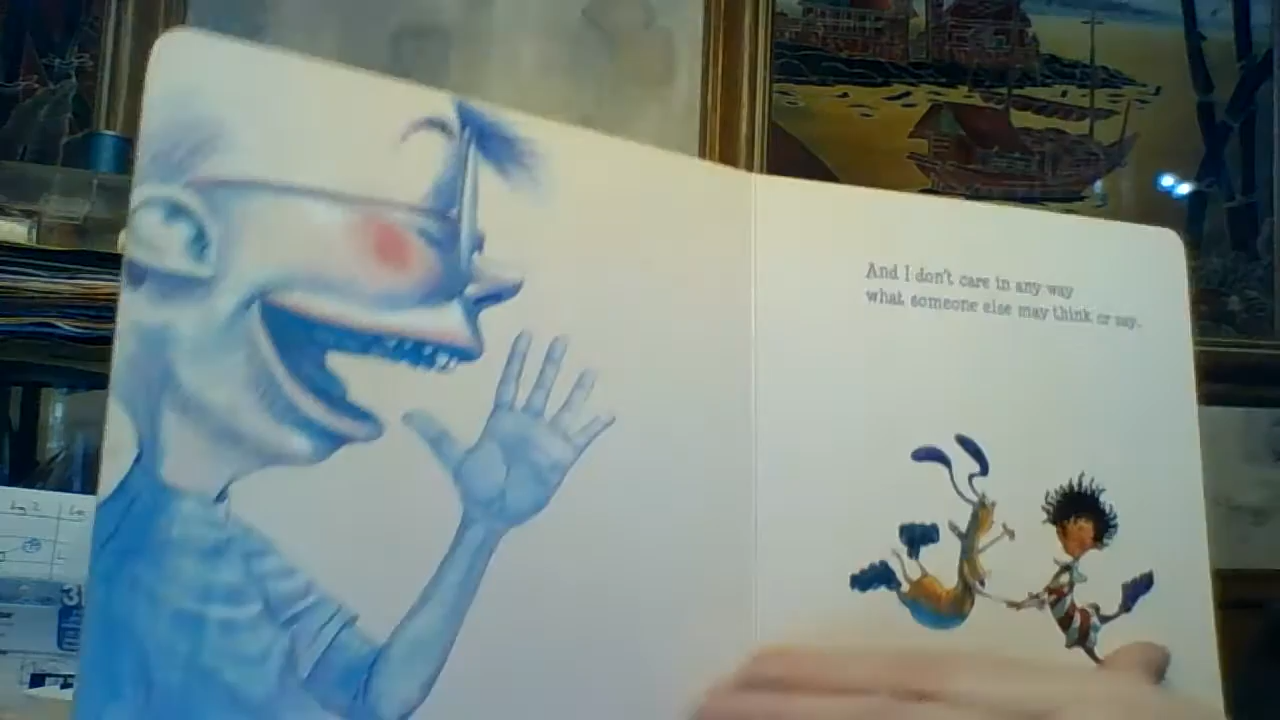 And I don't care in any way
what someone else may think or say.